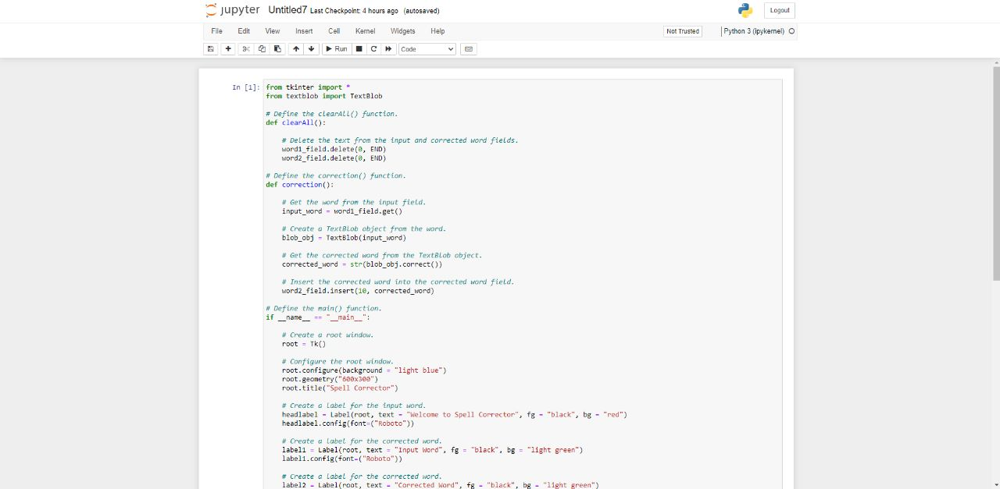 jupyter Untitled7 Last Checkpoint: 4 hours ago (autosaved) Logout
File Edit View Insert Cell Kernel Widgets Help Not Trusted Python 3 (ipykernel)
Run Code
In [1]: from tkinter import *
from textblob import TextBlob
# Define the clearAll() function.
def clearAll():
# Delete the text from the input and corrected word fields.
word1_field.delete(0, END)
word2_field.delete(0, END)
# Define the correction() function.
def correction():
# Get the word from the input field.
input_word = word1_field.get()
# Create a TextBlob object from the word.
blob_obj = TextBlob(input_word)
# Get the corrected word from the TextBlob object.
corrected_word = str(blob_obj.correct())
# Insert the corrected word into the corrected word field.
word2_field.insert(10, corrected_word)
# Define the main() function.
if __name__ == "__main__":
# Create a root window.
root = Tk()
# Configure the root window.
root.configure(background = "light blue")
root.geometry("600x300")
root.title("Spell Corrector")
# Create a label for the input word.
headlabel = Label(root, text = "Welcome to Spell Corrector", fg = "black", bg = "red")
headlabel.config(font=("Roboto"))
# Create a label for the corrected word.
label1 = Label(root, text = "Input Word", fg = "black", bg = "light green")
label1.config(font=("Roboto"))
# Create a label for the corrected word.
label2 = Label(root, text = "Corrected Word", fg = "black", bg = "light green")